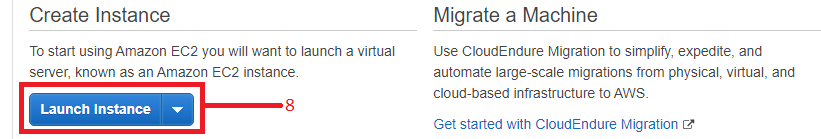 Create Instance
To start using Amazon EC2 you will want to launch a virtual
server, known as an Amazon EC2 instance.
Launch Instance
8
Migrate a Machine
Use CloudEndure Migration to simplify, expedite, and
automate large-scale migrations from physical, virtual, and
cloud-based infrastructure to AWS.
Get started with CloudEndure Migration